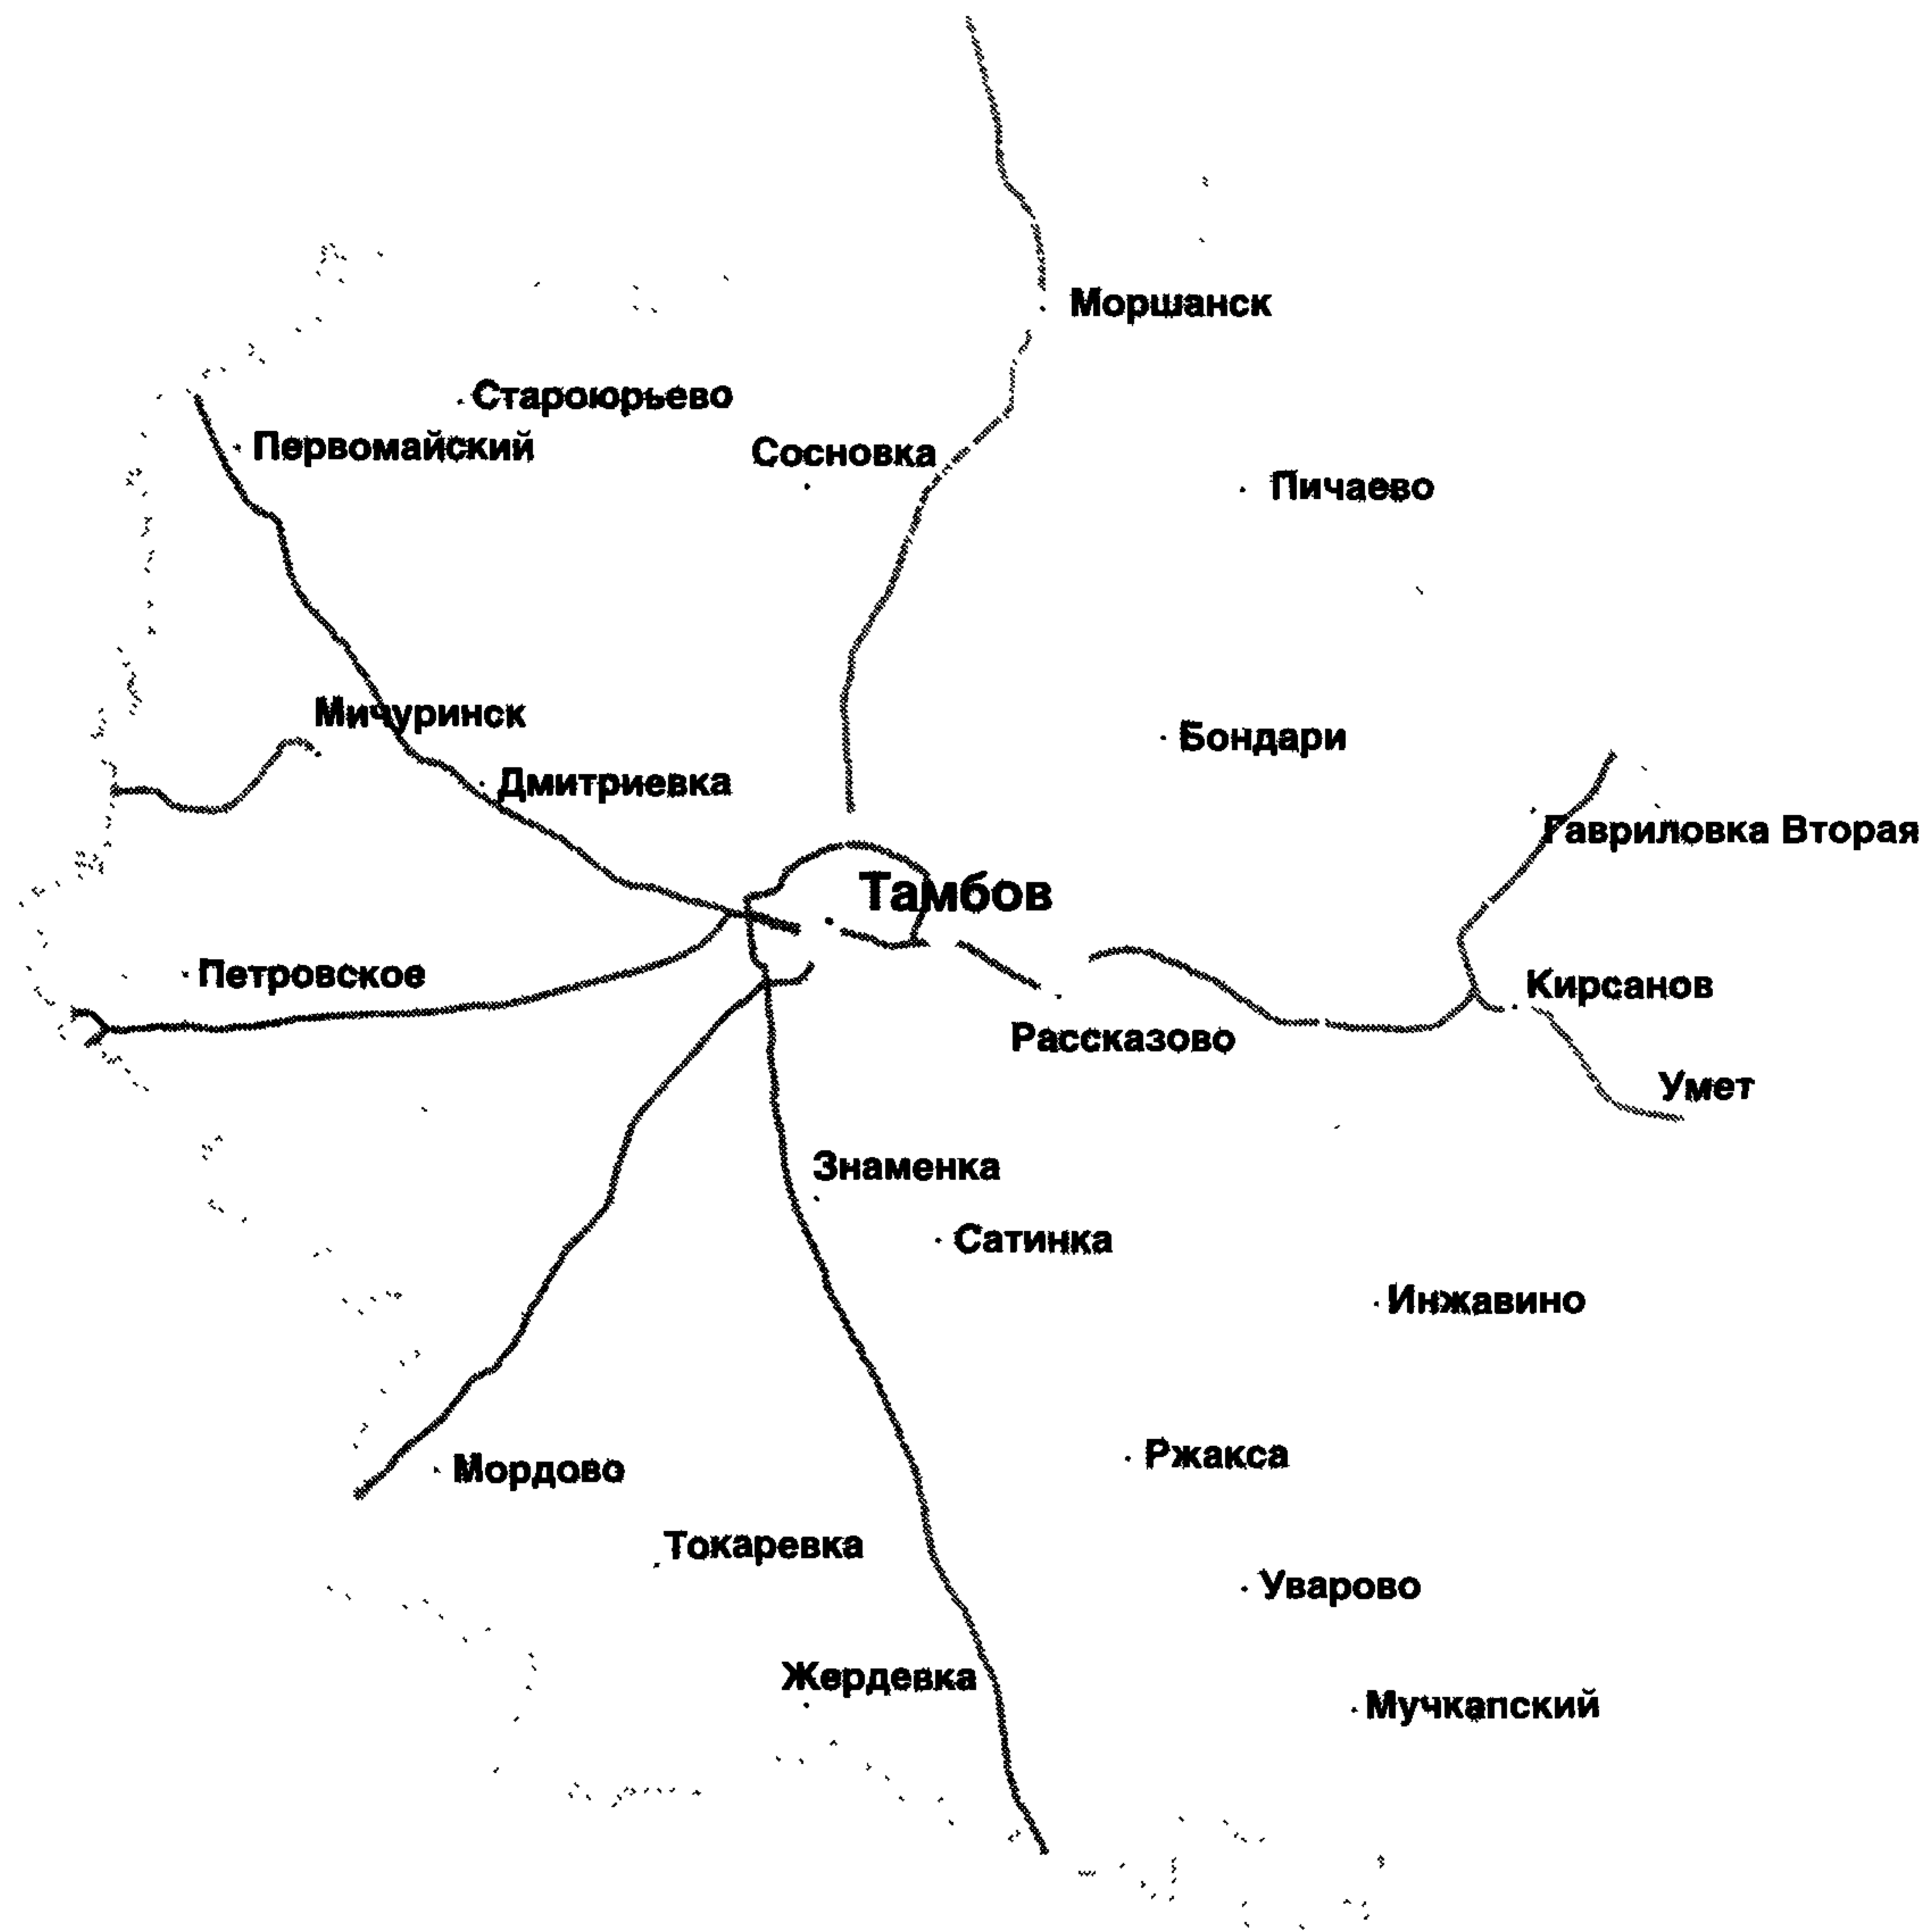 Моршанск
Староюрьево
Первомайский
Сосновка
Пичаево
Мичуринск
Бондари
Дмитриевка
Гавриловка Вторая
Тамбов
Петровское
Кирсанов
Рассказово
Умет
Знаменка
Сатинка
Инжавино
Ржакса
Мордово
Токаревка
Уварово
Жердевка
Мучкапский